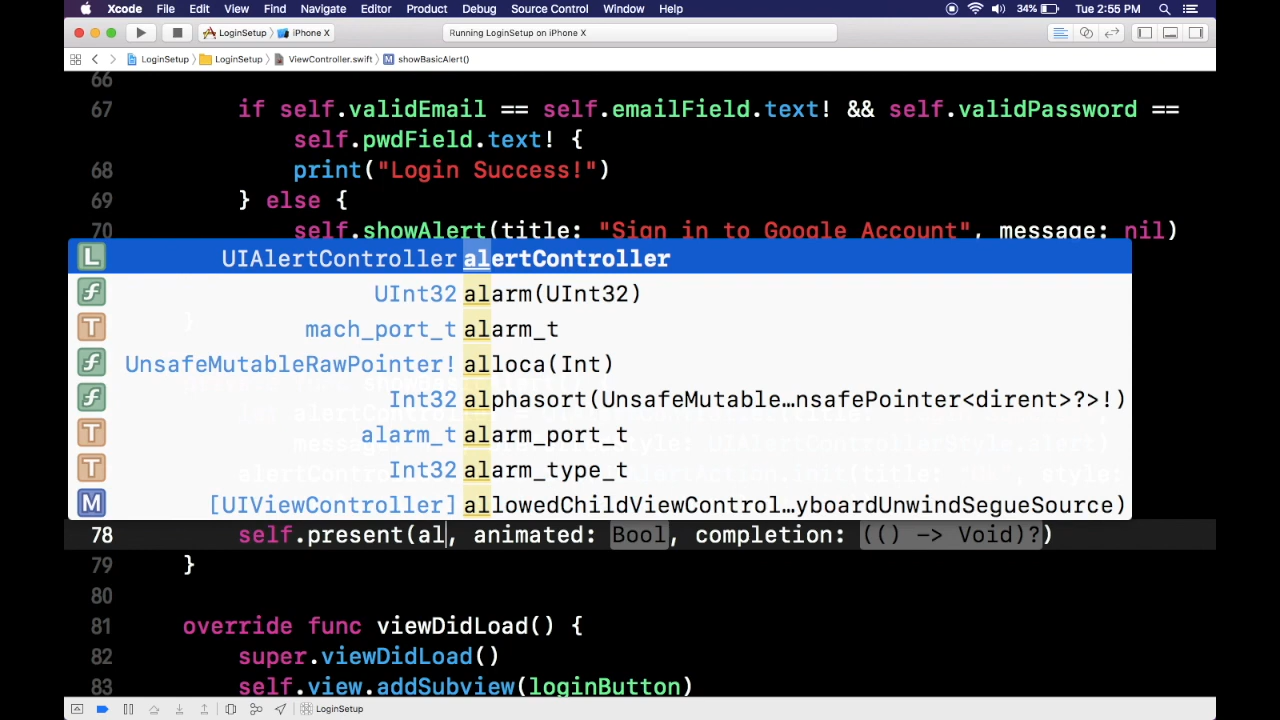 Xcode File Edit View Find Navigate Editor Product Debug Source Control Window Help 34% Tue 2:55 PM
LoginSetup iPhone X Running LoginSetup on iPhone X
LoginSetup LoginSetup ViewController.swift M showBasicAlert()
66
67 if self.validEmail == self.emailField.text! && self.validPassword ==
self.pwdField.text! {
68 print("Login Success!")
69 } else {
70 self.showAlert(title: "Sign in to Google Account", message: nil)
L UIAlertController alertController
f UInt32 alarm(UInt32)
T mach_port_t alarm_t
f UnsafeMutableRawPointer! alloca(Int)
f Int32 alphasort(UnsafeMutable…nsafePointer<dirent>?>!)
T alarm_t alarm_port_t
T Int32 alarm_type_t
M [UIViewController] allowedChildViewControl…yboardUnwindSegueSource)
78 self.present(al, animated: Bool, completion: (() -> Void)?)
79 }
80
81 override func viewDidLoad() {
82 super.viewDidLoad()
83 self.view.addSubview(loginButton)
LoginSetup